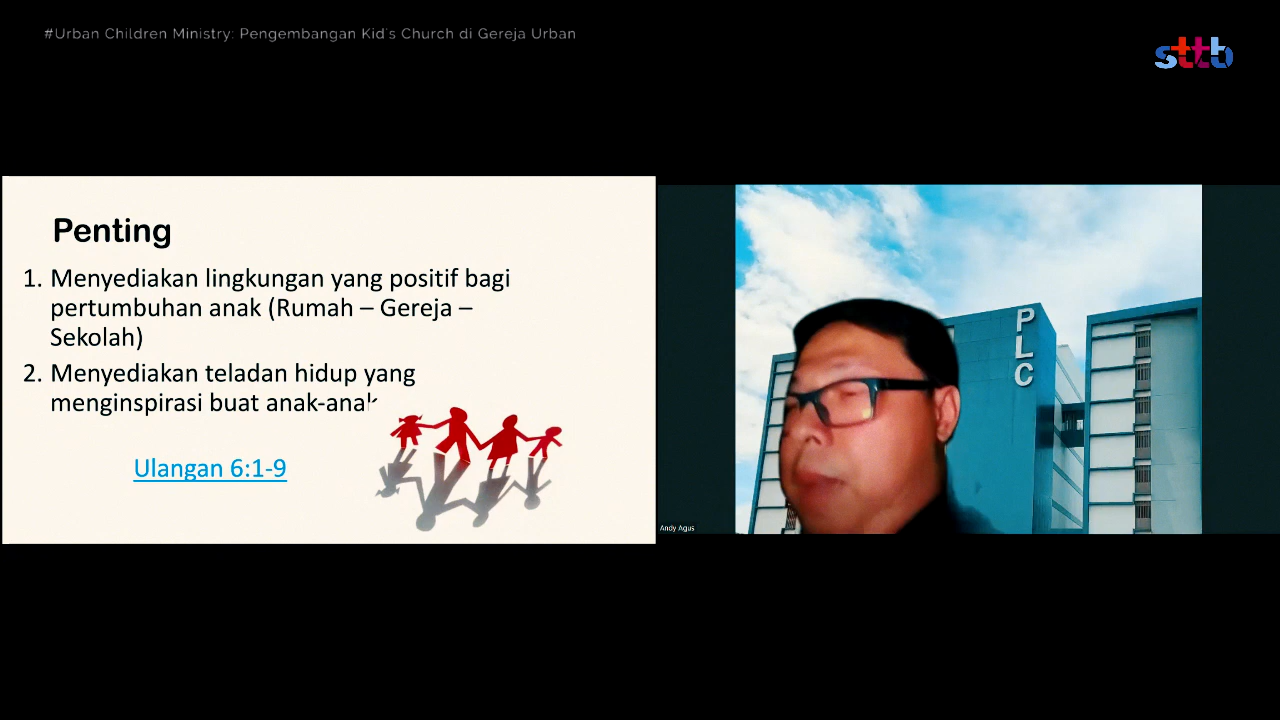 #Urban Children Ministry: Pengembangan Kid's Church di Gereja Urban
sttb
Penting
1. Menyediakan lingkungan yang positif bagi
pertumbuhan anak (Rumah – Gereja –
Sekolah)
2. Menyediakan teladan hidup yang
menginspirasi buat anak-anak
Ulangan 6:1-9
PLC
Andy Agus